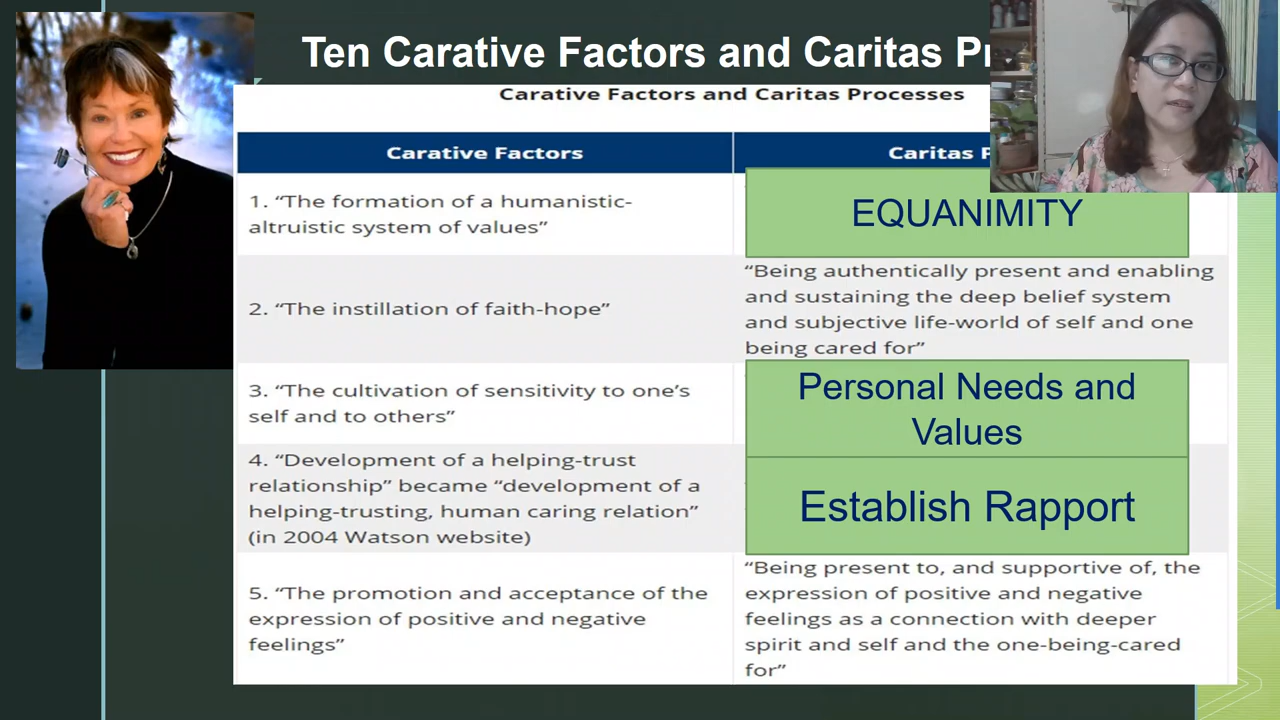 Ten Carative Factors and Caritas
Carative Factors and Caritas Processes
Carative Factors
Caritas
1. “The formation of a humanistic-
altruistic system of values”
EQUANIMITY
2. “The instillation of faith-hope”
“Being authentically present and enabling
and sustaining the deep belief system
and subjective life-world of self and one
being cared for”
3. “The cultivation of sensitivity to one’s
self and to others”
Personal Needs and
Values
4. “Development of a helping-trust
relationship” became “development of a
helping-trusting, human caring relation”
(in 2004 Watson website)
Establish Rapport
5. “The promotion and acceptance of the
expression of positive and negative
feelings”
“Being present to, and supportive of, the
expression of positive and negative
feelings as a connection with deeper
spirit and self and the one-being-cared
for”